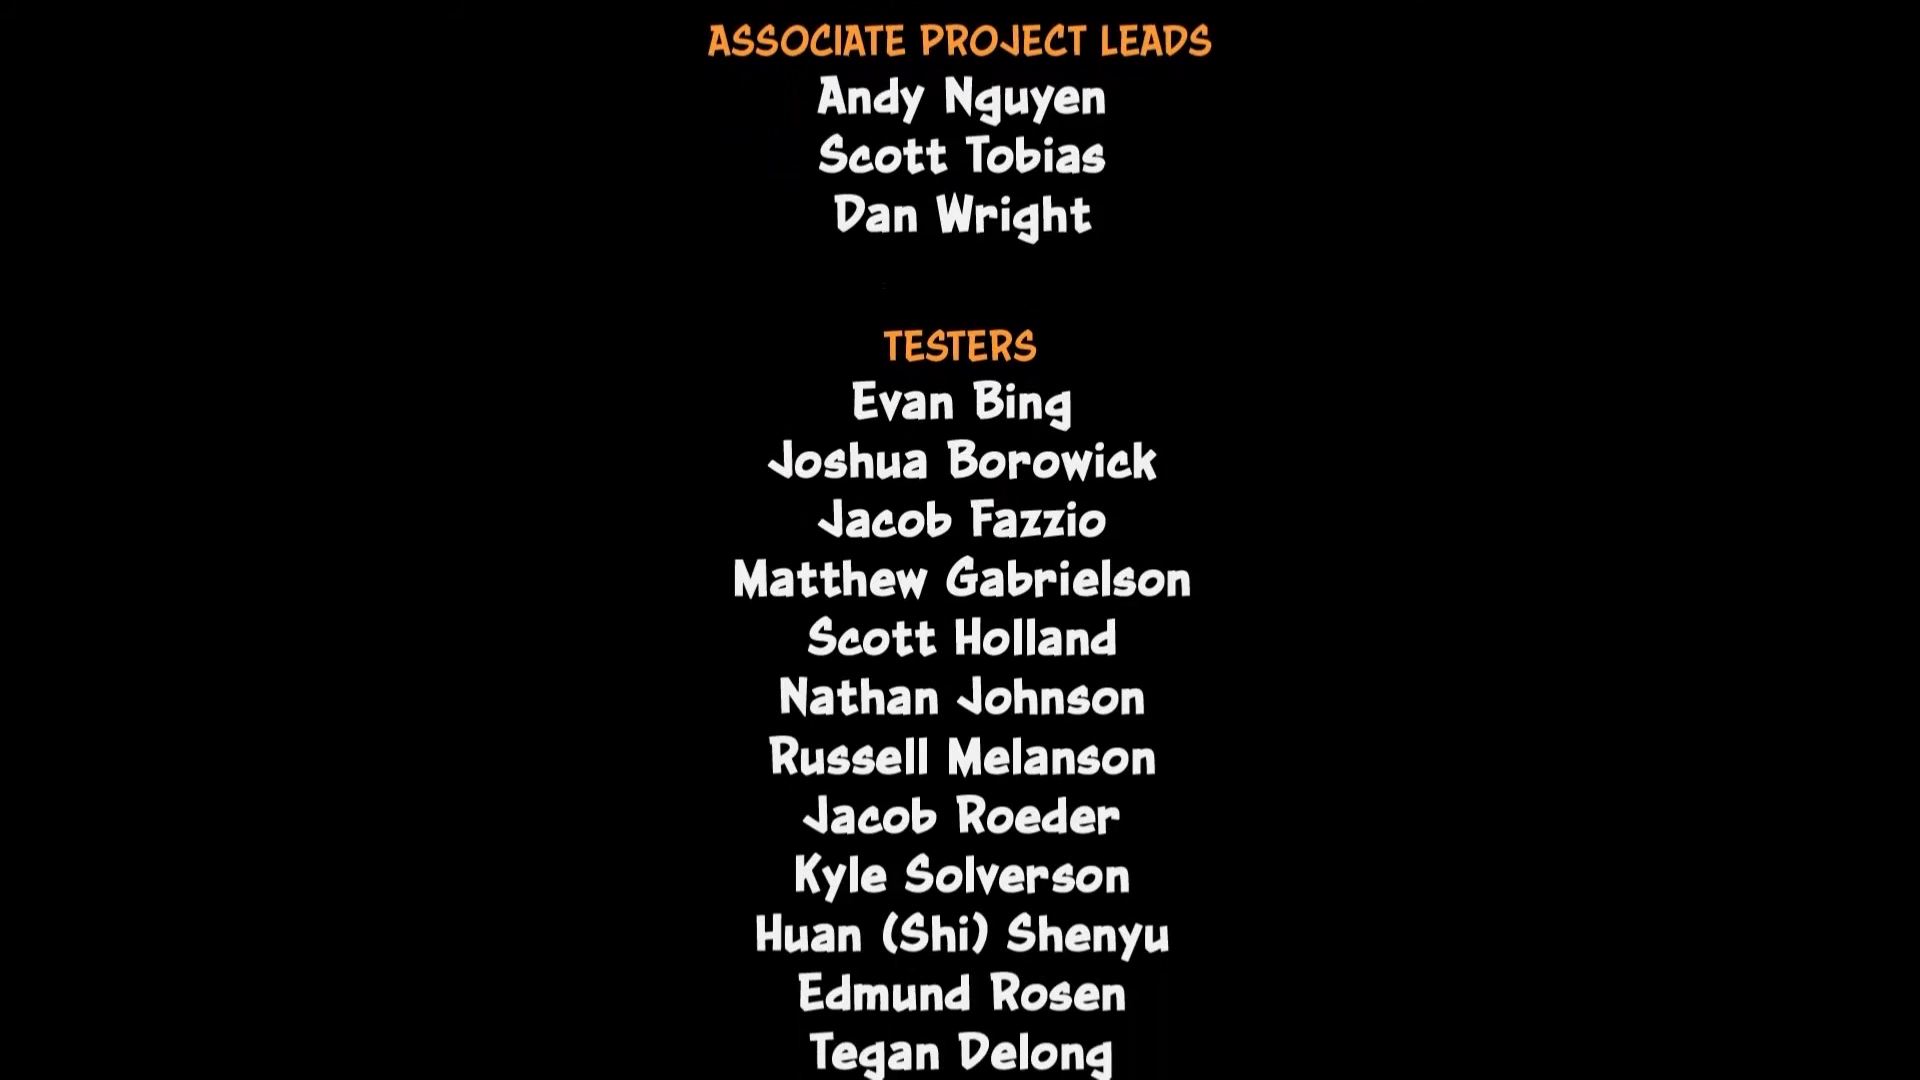 ASSOCIATE PROJECT LEADS
Andy Nguyen
Scott Tobias
Dan Wright
TESTERS
Evan Bing
Joshua Borowick
Jacob Fazzio
Matthew Gabrielson
Scott Holland
Nathan Johnson
Russell Melanson
Jacob Roeder
Kyle Solverson
Huan (Shi) Shenyu
Edmund Rosen
Tegan Delong